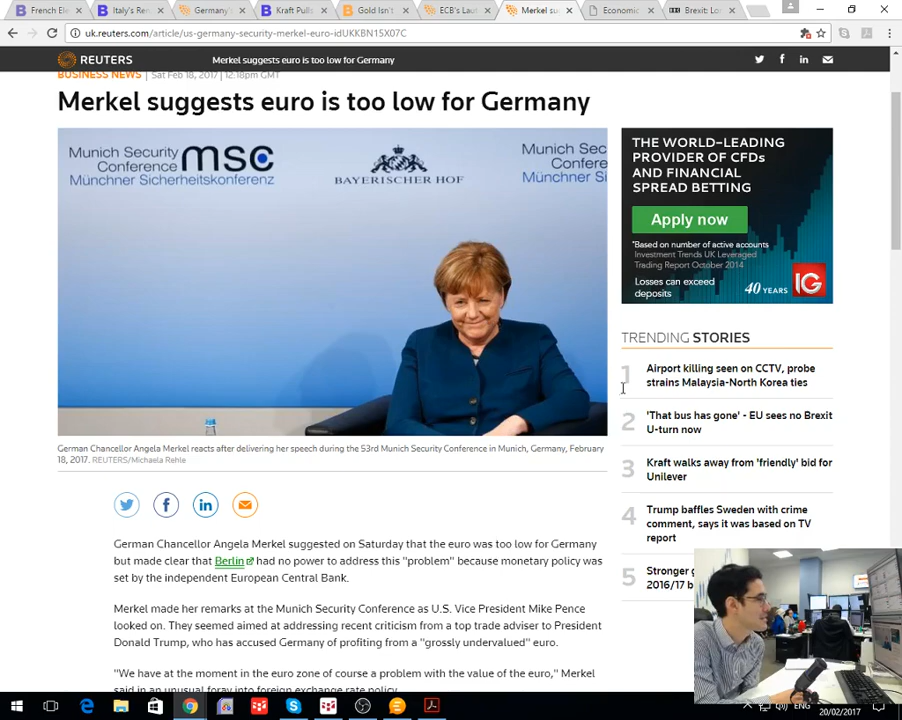 French El
Italy's Ren
Germany's
Kraft Pulls
Gold Isn't
ECB's Laut
Merkel su
Economic
Brexit: Lo
uk.reuters.com/article/us-germany-security-merkel-euro-idUKKBN15X07C
REUTERS
Merkel suggests euro is too low for Germany
BUSINESS NEWS | Sat Feb 18, 2017 | 12:18pm GMT
Merkel suggests euro is too low for Germany
Munich Security
Conference
Münchner Sicherheitskonferenz
msc
BAYERISCHER HOF
Munich Sec
Confere
Münchner Si
German Chancellor Angela Merkel reacts after delivering her speech during the 53rd Munich Security Conference in Munich, Germany, February
18, 2017. REUTERS/Michaela Rehle
German Chancellor Angela Merkel suggested on Saturday that the euro was too low for Germany
but made clear that Berlin had no power to address this "problem" because monetary policy was
set by the independent European Central Bank.
Merkel made her remarks at the Munich Security Conference as U.S. Vice President Mike Pence
looked on. They seemed aimed at addressing recent criticism from a top trade adviser to President
Donald Trump, who has accused Germany of profiting from a "grossly undervalued" euro.
"We have at the moment in the euro zone of course a problem with the value of the euro," Merkel
said in an unusual foray into foreign exchange rate policy.
THE WORLD-LEADING
PROVIDER OF CFDs
AND FINANCIAL
SPREAD BETTING
Apply now
*Based on number of active accounts
Investment Trends UK Leveraged
Trading Report October 2014
Losses can exceed
deposits
40 YEARS
IG
TRENDING STORIES
1
Airport killing seen on CCTV, probe
strains Malaysia-North Korea ties
2
'That bus has gone' - EU sees no Brexit
U-turn now
3
Kraft walks away from 'friendly' bid for
Unilever
4
Trump baffles Sweden with crime
comment, says it was based on TV
report
5
Stronger g
2016/17 b
ENG
20/02/2017